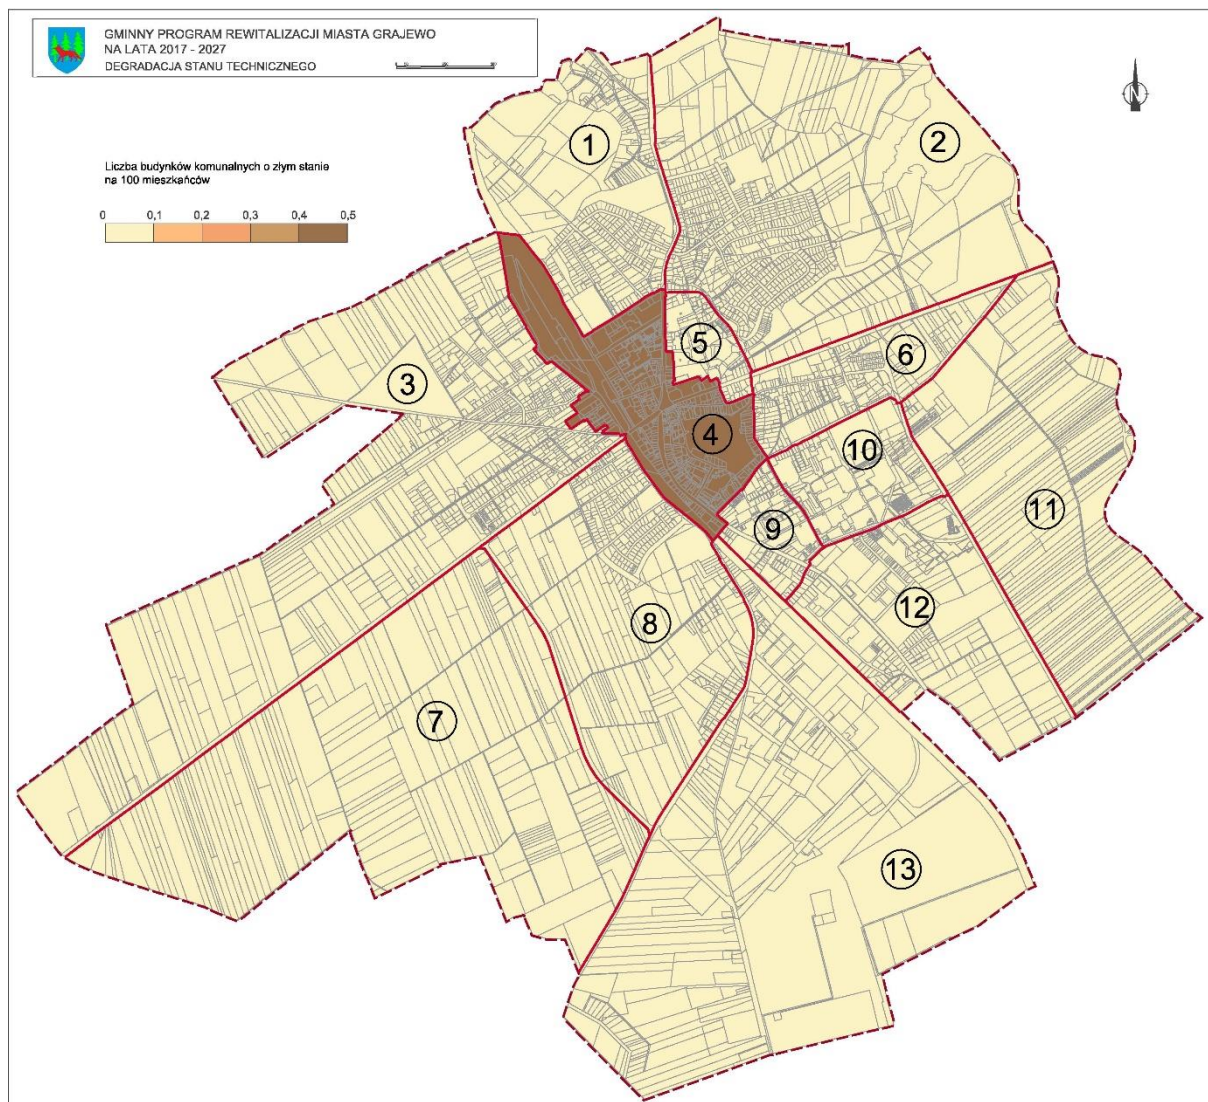 GMINNY PROGRAM REWITALIZACJI MIASTA GRAJEWO
NA LATA 2017 - 2027
DEGRADACJA STANU TECHNICZNEGO
N
Liczba budynków komunalnych o złym stanie
na 100 mieszkańców
0 0,1 0,2 0,3 0,4 0,5
1
2
3
4
5
6
7
8
9
10
11
12
13